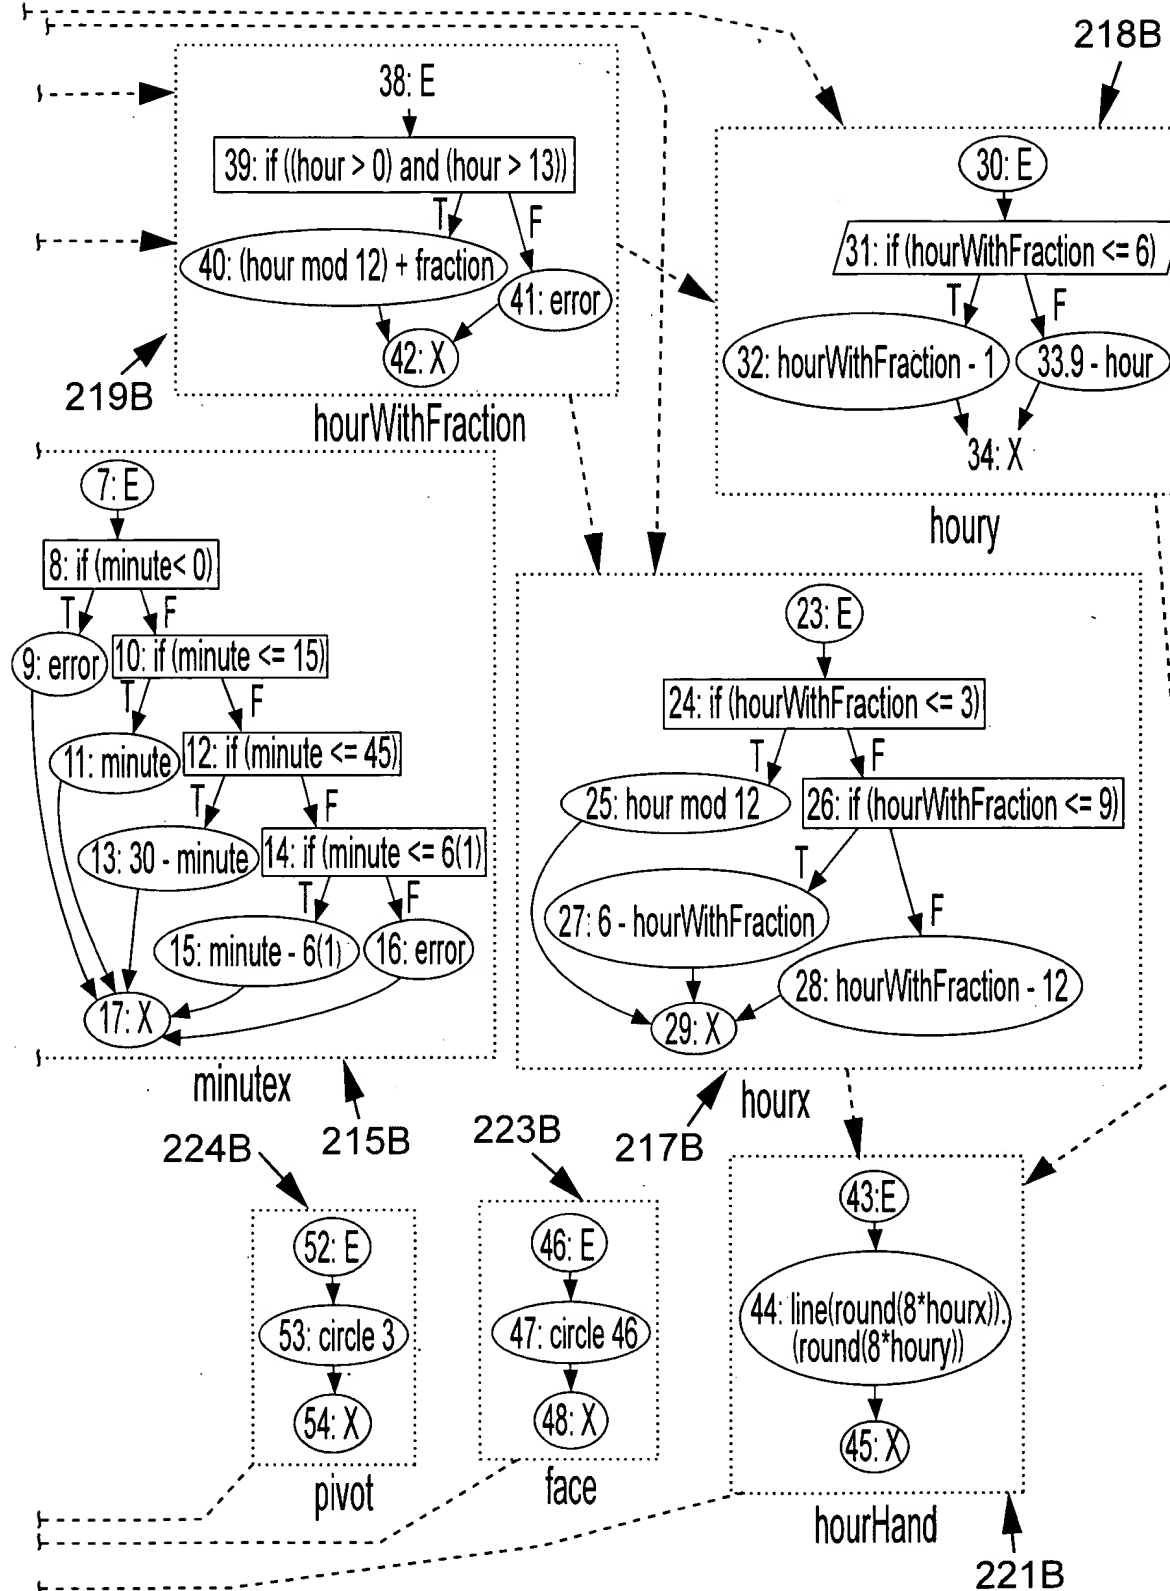 218B
38: E
39: if ((hour > 0) and (hour > 13))
T
F
40: (hour mod 12) + fraction
41: error
42: X
219B
hourWithFraction
30: E
31: if (hourWithFraction <= 6)
T
F
32: hourWithFraction - 1
33.9 - hour
34: X
houry
7: E
8: if (minute< 0)
T
F
9: error
10: if (minute <= 15)
T
F
11: minute
12: if (minute <= 45)
T
F
13: 30 - minute
14: if (minute <= 6(1)
T
F
15: minute - 6(1)
16: error
17: X
minutex
215B
23: E
24: if (hourWithFraction <= 3)
T
F
25: hour mod 12
26: if (hourWithFraction <= 9)
T
F
27: 6 - hourWithFraction
28: hourWithFraction - 12
29: X
hourx
217B
224B
52: E
53: circle 3
54: X
pivot
223B
46: E
47: circle 46
48: X
face
43:E
44: line(round(8*hourx)).
(round(8*houry))
45: X
hourHand
221B